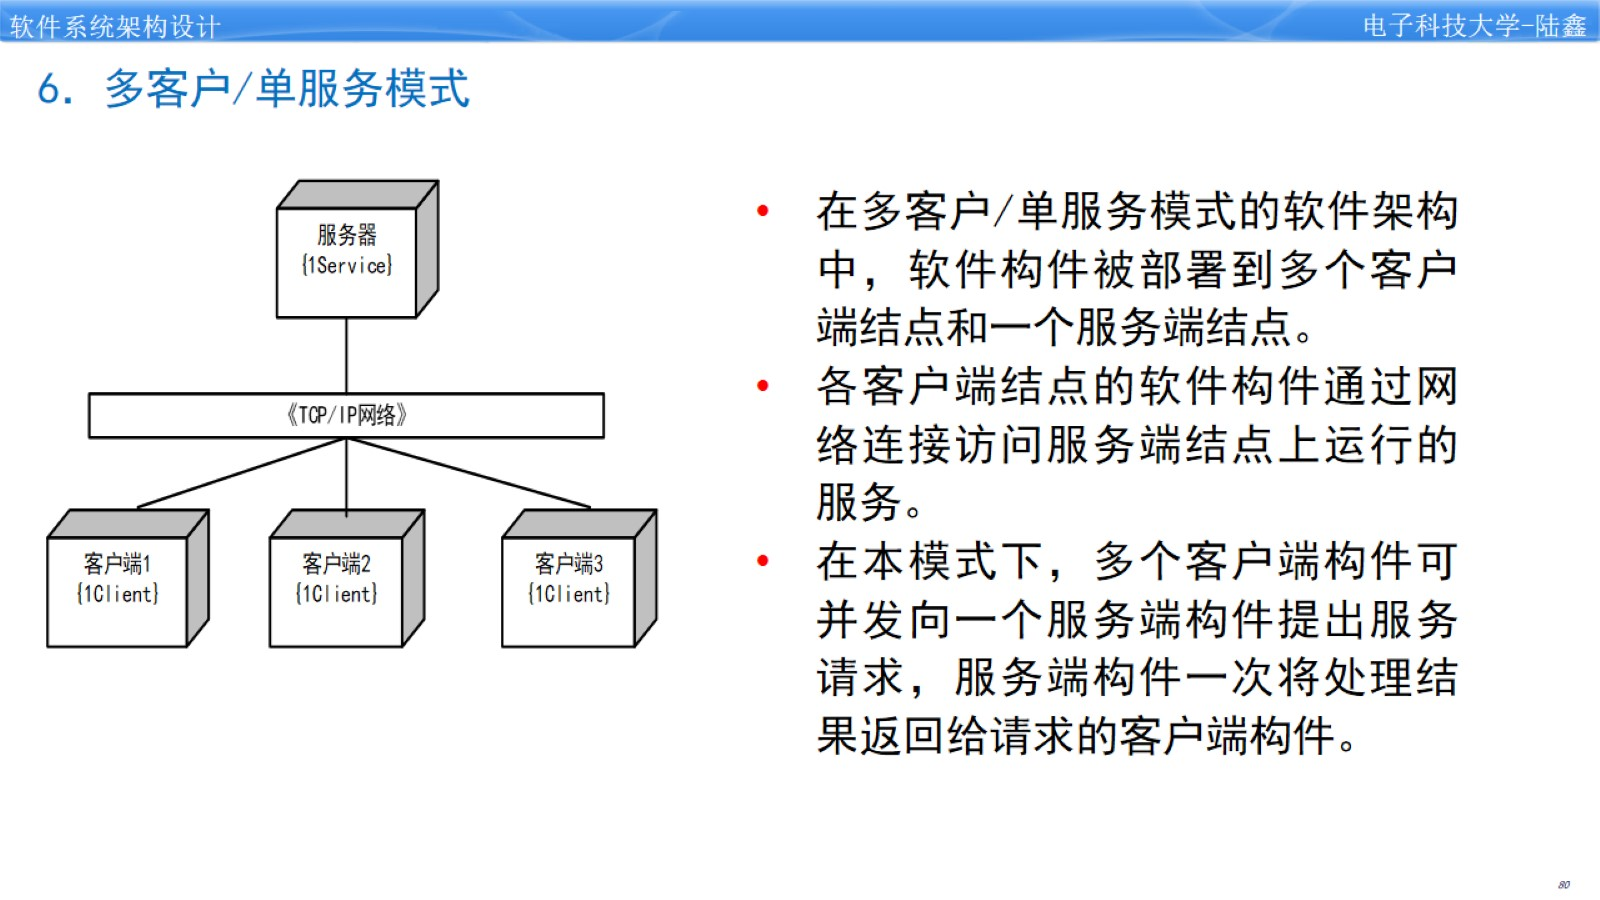 软件系统架构设计
电子科技大学-陆鑫
6. 多客户/单服务模式
服务器
{1Service}
《TCP/IP网络》
客户端1
{1Client}
客户端2
{1Client}
客户端3
{1Client}
• 在多客户/单服务模式的软件架构
中，软件构件被部署到多个客户
端结点和一个服务端结点。
• 各客户端结点的软件构件通过网
络连接访问服务端结点上运行的
服务。
• 在本模式下，多个客户端构件可
并发向一个服务端构件提出服务
请求，服务端构件一次将处理结
果返回给请求的客户端构件。
80